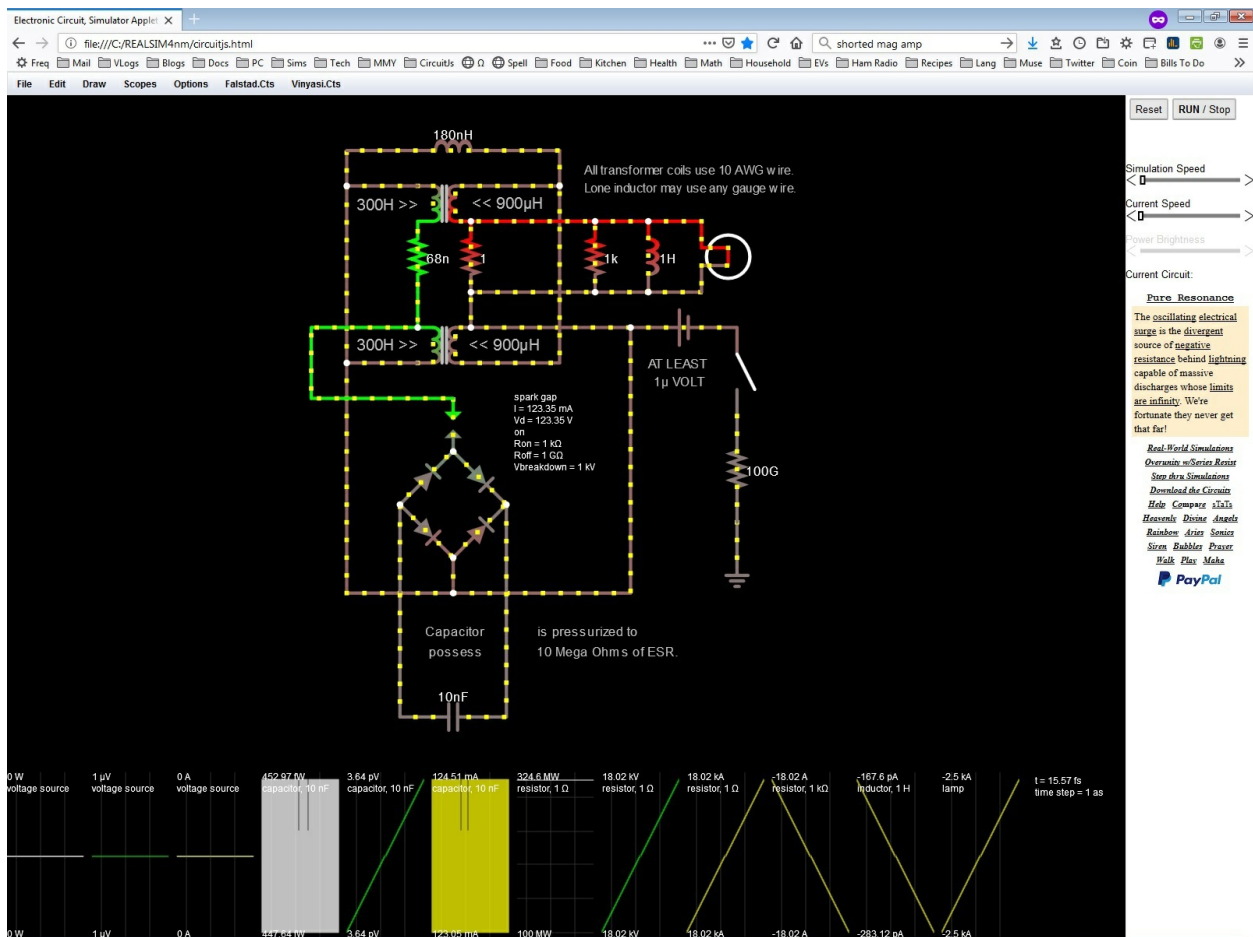 Electronic Circuit, Simulator Applet
file:///C:/REALSIM4nm/circuitjs.html
shorted mag amp
Freq Mail VLogs Blogs Docs PC Sims Tech MMY CircuitJs Ω Spell Food Kitchen Health Math Household EVs Ham Radio Recipes Lang Muse Twitter Coin Bills To Do
File Edit Draw Scopes Options Falstad.Cts Vinyasi.Cts
Reset RUN / Stop
Simulation Speed
Current Speed
Power Brightness
Current Circuit:
Pure Resonance
The oscillating electrical
surge is the divergent
source of negative
resistance behind lightning
capable of massive
discharges whose limits
are infinity. We're
fortunate they never get
that far!
Real-World Simulations
Overunity w/Series Resist
Step thru Simulations
Download the Circuits
Help Compare sTaTs
Heavenly Divine Angels
Rainbow Aries Sonics
Siren Bubbles Prayer
Walk Play Maha
PayPal
180nH
All transformer coils use 10 AWG wire.
Lone inductor may use any gauge wire.
300H >> << 900µH
68n 1 1k 1H
300H >> << 900µH
AT LEAST
1µ VOLT
spark gap
I = 123.35 mA
Vd = 123.35 V
on
Ron = 1 kΩ
Roff = 1 GΩ
Vbreakdown = 1 kV
100G
Capacitor is pressurized to
possess 10 Mega Ohms of ESR.
10nF
0 W 1 µV 0 A 452.97 fW 3.64 pV 124.51 mA 324.6 MW 18.02 kV 18.02 kA -18.02 A -167.6 pA -2.5 kA t = 15.57 fs
voltage source voltage source voltage source capacitor, 10 nF capacitor, 10 nF capacitor, 10 nF resistor, 1 Ω resistor, 1 Ω resistor, 1 Ω resistor, 1 kΩ inductor, 1 H lamp time step = 1 as
0 W 1 µV 0 A 447.64 fW 3.64 pV 123.05 mA 100 MW 18.02 kV 18.02 kA -18.02 A -283.12 pA -2.5 kA